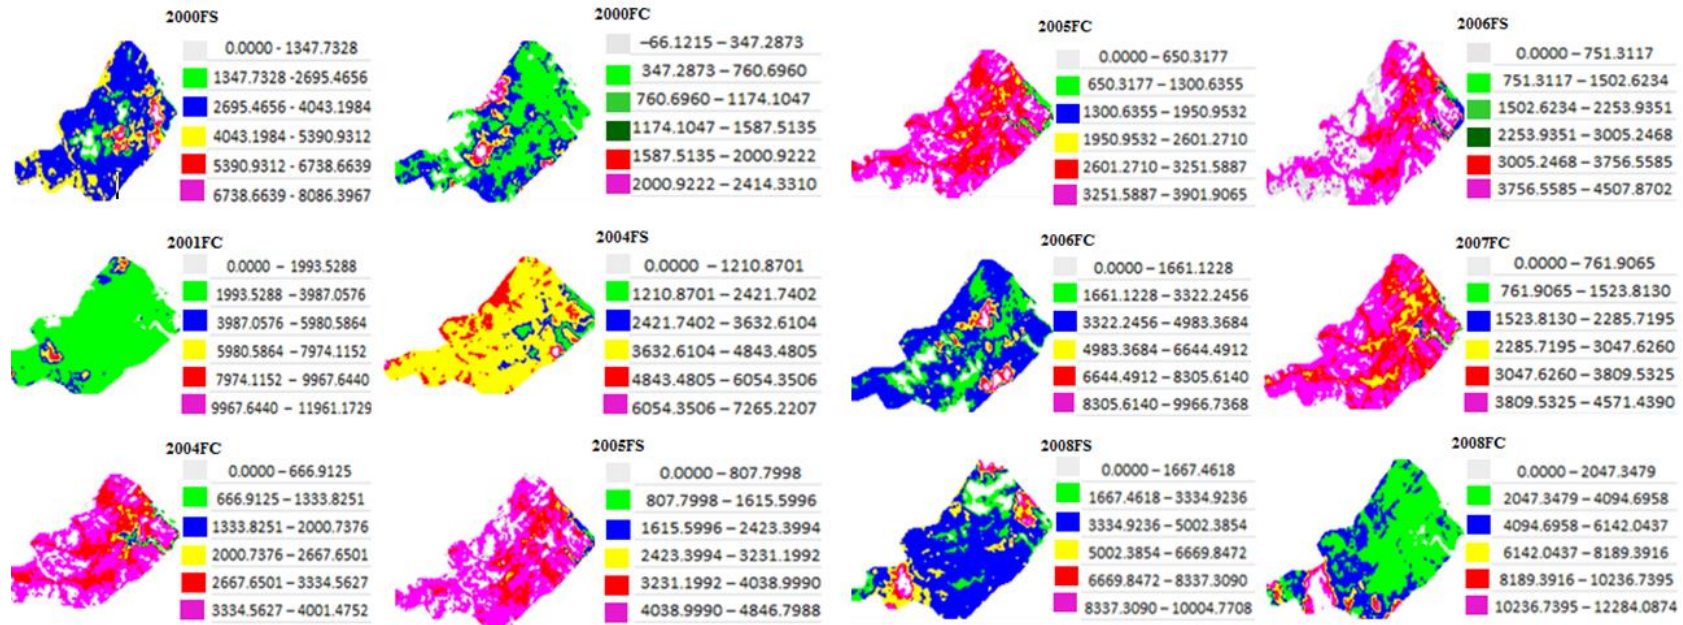 2000FS
0.0000 - 1347.7328
1347.7328 -2695.4656
2695.4656 - 4043.1984
4043.1984 - 5390.9312
5390.9312 - 6738.6639
6738.6639 - 8086.3967
2000FC
−66.1215 − 347.2873
347.2873 − 760.6960
760.6960 − 1174.1047
1174.1047 − 1587.5135
1587.5135 − 2000.9222
2000.9222 − 2414.3310
2005FC
0.0000 − 650.3177
650.3177 − 1300.6355
1300.6355 − 1950.9532
1950.9532 − 2601.2710
2601.2710 − 3251.5887
3251.5887 − 3901.9065
2006FS
0.0000 − 751.3117
751.3117 − 1502.6234
1502.6234 − 2253.9351
2253.9351 − 3005.2468
3005.2468 − 3756.5585
3756.5585 − 4507.8702
2001FC
0.0000 − 1993.5288
1993.5288 − 3987.0576
3987.0576 − 5980.5864
5980.5864 − 7974.1152
7974.1152 − 9967.6440
9967.6440 − 11961.1729
2004FS
0.0000 − 1210.8701
1210.8701 − 2421.7402
2421.7402 − 3632.6104
3632.6104 − 4843.4805
4843.4805 − 6054.3506
6054.3506 − 7265.2207
2006FC
0.0000 − 1661.1228
1661.1228 − 3322.2456
3322.2456 − 4983.3684
4983.3684 − 6644.4912
6644.4912 − 8305.6140
8305.6140 − 9966.7368
2007FC
0.0000 − 761.9065
761.9065 − 1523.8130
1523.8130 − 2285.7195
2285.7195 − 3047.6260
3047.6260 − 3809.5325
3809.5325 − 4571.4390
2004FC
0.0000 − 666.9125
666.9125 − 1333.8251
1333.8251 − 2000.7376
2000.7376 − 2667.6501
2667.6501 − 3334.5627
3334.5627 − 4001.4752
2005FS
0.0000 − 807.7998
807.7998 − 1615.5996
1615.5996 − 2423.3994
2423.3994 − 3231.1992
3231.1992 − 4038.9990
4038.9990 − 4846.7988
2008FS
0.0000 − 1667.4618
1667.4618 − 3334.9236
3334.9236 − 5002.3854
5002.3854 − 6669.8472
6669.8472 − 8337.3090
8337.3090 − 10004.7708
2008FC
0.0000 − 2047.3479
2047.3479 − 4094.6958
4094.6958 − 6142.0437
6142.0437 − 8189.3916
8189.3916 − 10236.7395
10236.7395 − 12284.0874